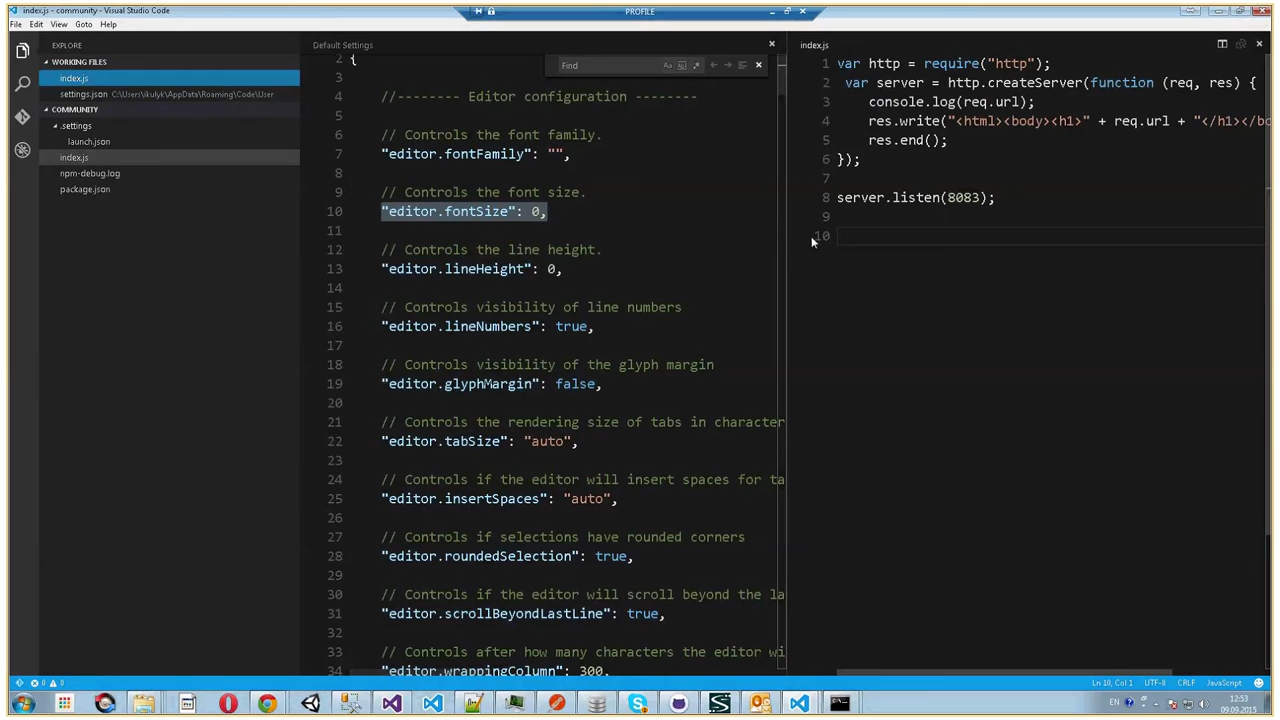 index.js - community - Visual Studio Code
PROFILE
File Edit View Goto Help
EXPLORE
WORKING FILES
index.js
settings.json C:\Users\ikulyk\AppData\Roaming\Code\User
COMMUNITY
.settings
launch.json
index.js
npm-debug.log
package.json
Default Settings
Find
2 {
3
4 //-------- Editor configuration --------
5
6 // Controls the font family.
7 "editor.fontFamily": "",
8
9 // Controls the font size.
10 "editor.fontSize": 0,
11
12 // Controls the line height.
13 "editor.lineHeight": 0,
14
15 // Controls visibility of line numbers
16 "editor.lineNumbers": true,
17
18 // Controls visibility of the glyph margin
19 "editor.glyphMargin": false,
20
21 // Controls the rendering size of tabs in character
22 "editor.tabSize": "auto",
23
24 // Controls if the editor will insert spaces for ta
25 "editor.insertSpaces": "auto",
26
27 // Controls if selections have rounded corners
28 "editor.roundedSelection": true,
29
30 // Controls if the editor will scroll beyond the la
31 "editor.scrollBeyondLastLine": true,
32
33 // Controls after how many characters the editor wi
34 "editor.wrappingColumn": 300,
index.js
1 var http = require("http");
2 var server = http.createServer(function (req, res) {
3 console.log(req.url);
4 res.write("<html><body><h1>" + req.url + "</h1></bo
5 res.end();
6 });
7
8 server.listen(8083);
9
10
0 0
Ln 10, Col 1 UTF-8 CRLF JavaScript
EN
12:53
09.09.2015